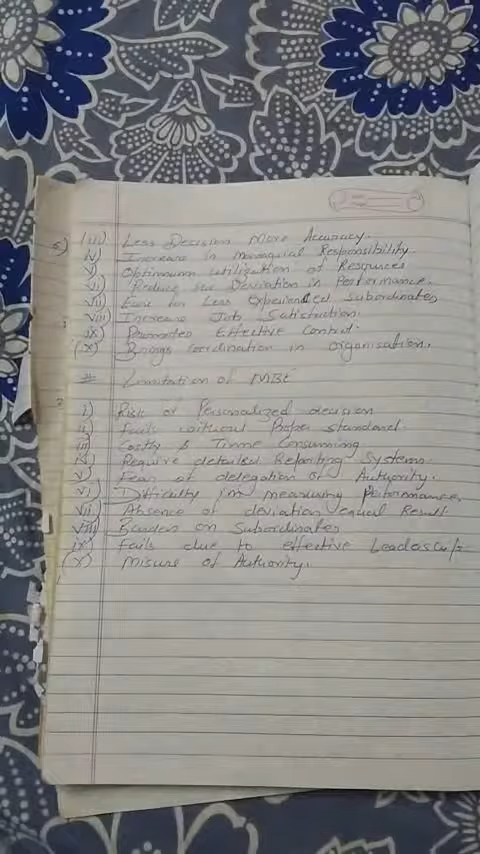 (iii) Less Decision More Accuracy.
iv) Increase in managerial Responsibility.
v) Optimum utilization of Resources
vi) Reduce the Deviation in Performance.
vii) Easy for Less Experienced Subordinates
viii) Increase Job Satisfaction.
ix) Promotes Effective Control.
(x) Brings coordination in organisation.
# Limitation of MBE
i) Risk of Personalized decision
ii) Fails without Proper standard.
iii) Costly & Time Consuming
iv) Require detailed Reporting Systems.
v) Fear of delegation of Authority.
vi) Difficulty in measuring Performance.
vii) Absence of deviation equal Result
viii) Burden on Subordinates
ix) Fails due to effective
(x) Misure of Authority.